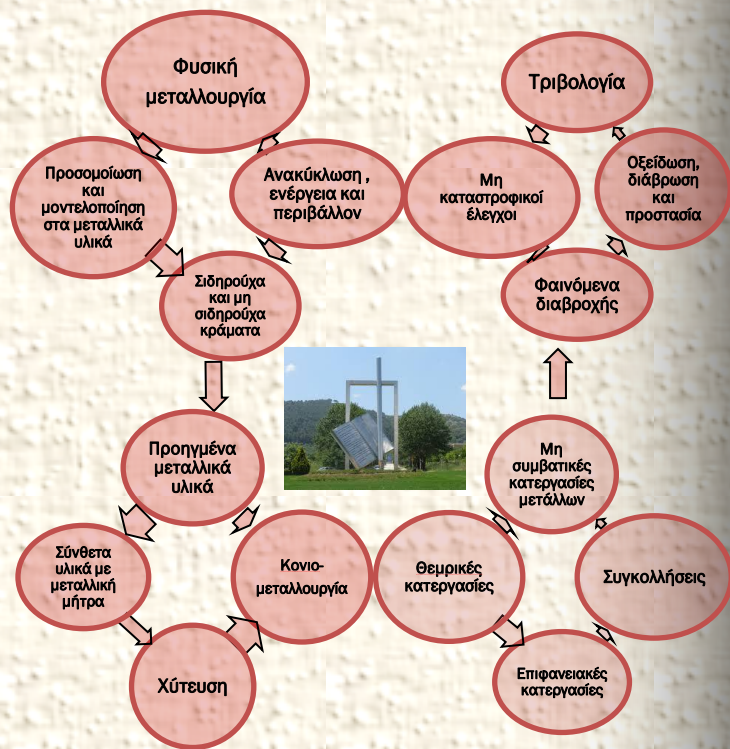 Φυσική
μεταλλουργία
Τριβολογία
Προσομοίωση
και
μοντελοποίηση
στα μεταλλικά
υλικά
Ανακύκλωση ,
ενέργεια και
περιβάλλον
Μη
καταστροφικοί
έλεγχοι
Οξείδωση,
διάβρωση
και
προστασία
Σιδηρούχα
και μη
σιδηρούχα
κράματα
Φαινόμενα
διαβροχής
Προηγμένα
μεταλλικά
υλικά
Μη
συμβατικές
κατεργασίες
μετάλλων
Σύνθετα
υλικά με
μεταλλική
μήτρα
Κονιο-
μεταλλουργία
Θεμρικές
κατεργασίες
Συγκολλήσεις
Χύτευση
Επιφανειακές
κατεργασίες